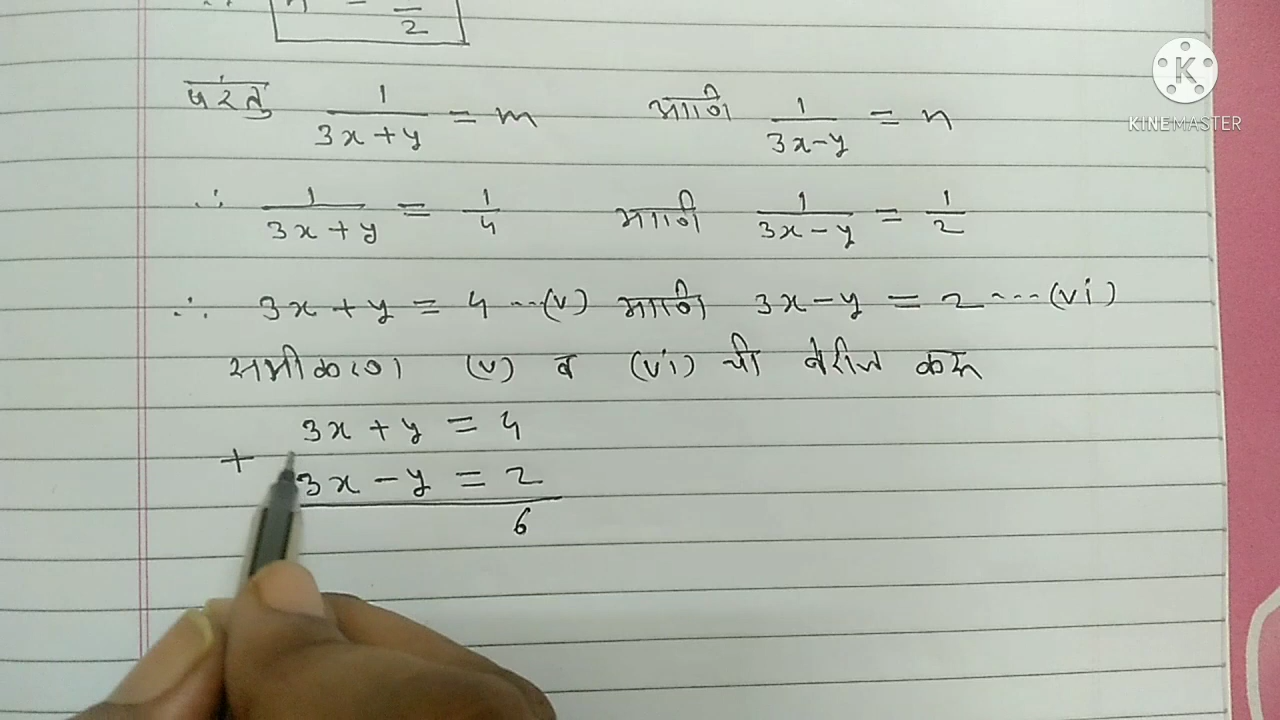 2
परंतु 1/(3x+y) = m आणि 1/(3x-y) = n
∴ 1/(3x+y) = 1/4 आणि 1/(3x-y) = 1/2
∴ 3x+y = 4 ...(v) आणि 3x-y = 2 ...(vi)
समीकरण (v) व (vi) ची बेरीज करू
3x + y = 4
+ 3x - y = 2
6
K
KINEMASTER